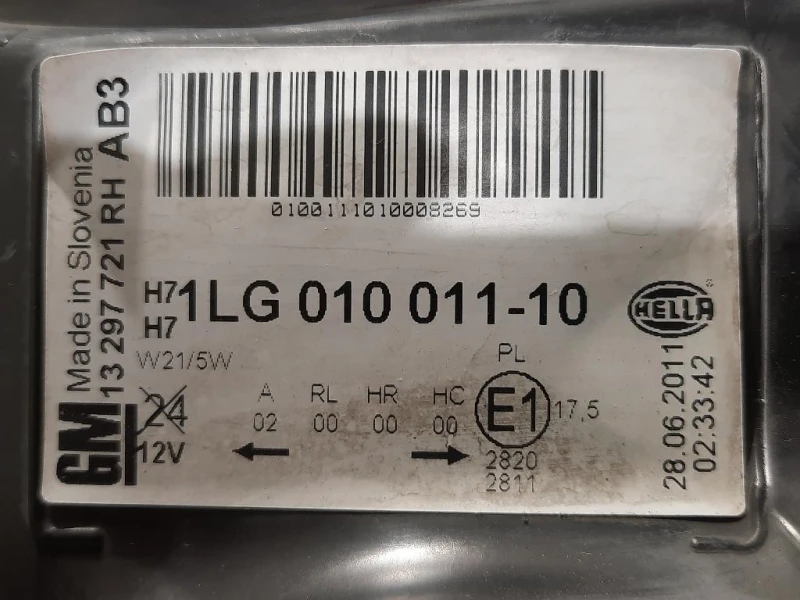 GM
Made in Slovenia
13 297 721 RH AB3
0100111010008269
H7
H7
1LG 010 011-10
HELLA
W21/5W
24
12V
A RL HR HC
02 00 00 00
PL
E1
17,5
2820
2811
28.06.2011
02:33:42